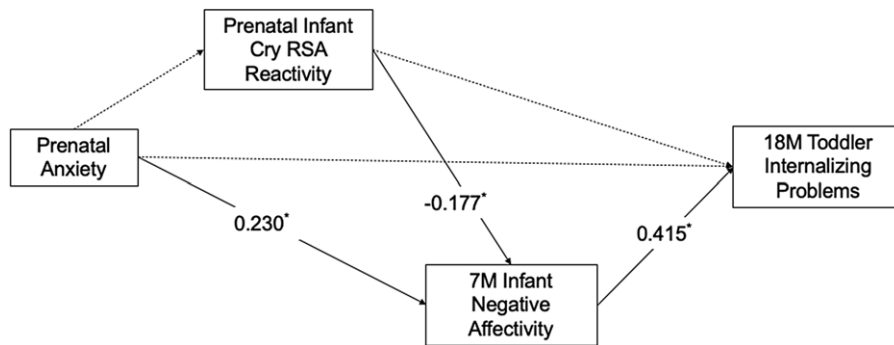 Prenatal Infant
Cry RSA
Reactivity
Prenatal
Anxiety
18M Toddler
Internalizing
Problems
0.230*
-0.177*
0.415*
7M Infant
Negative
Affectivity